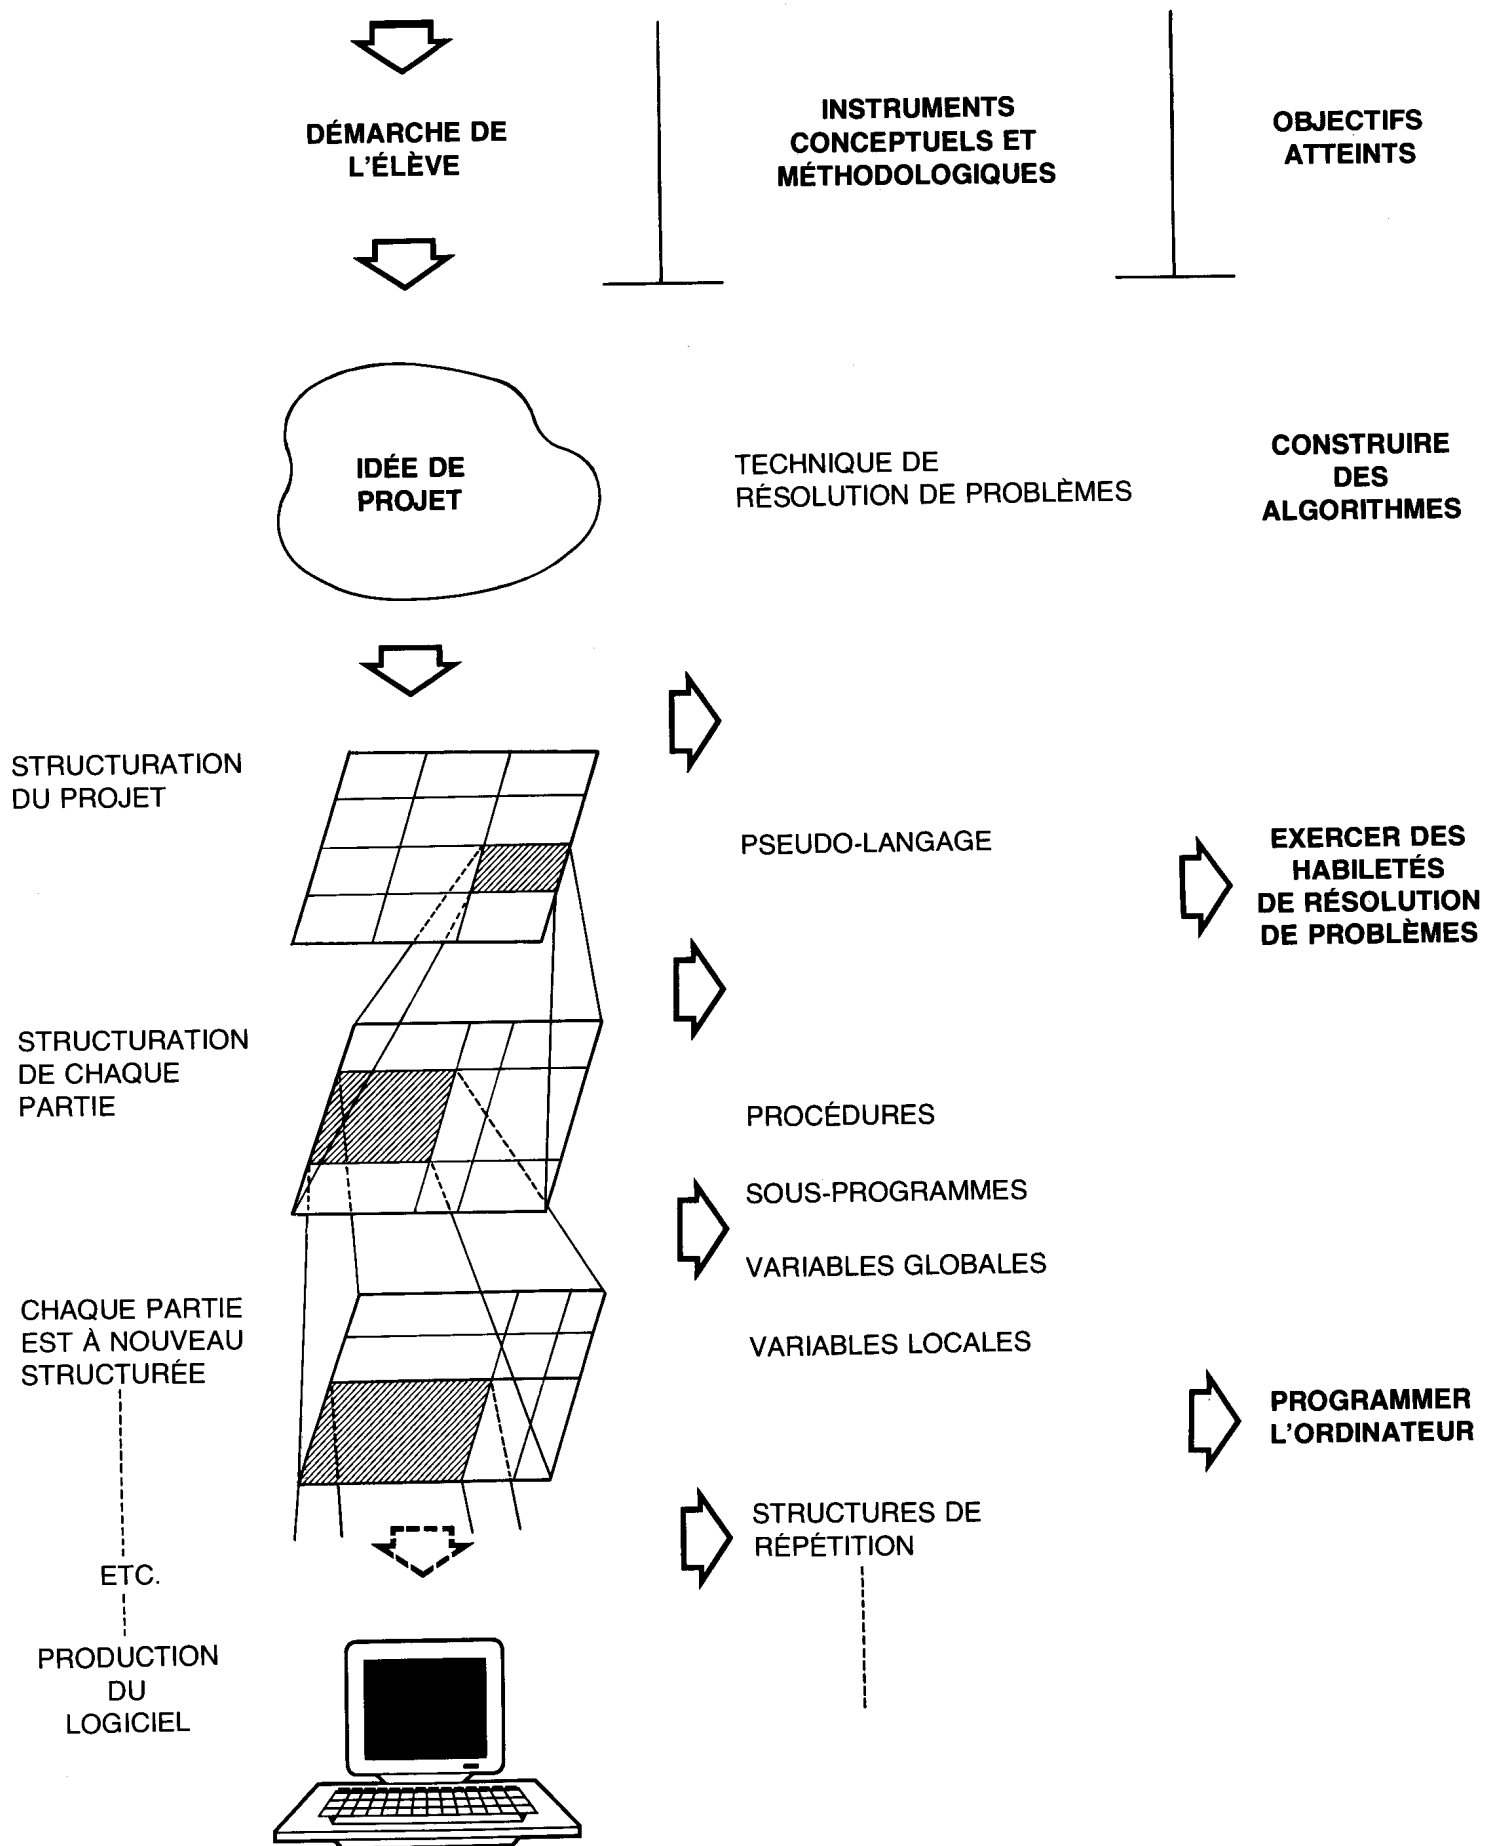 DÉMARCHE DE
L'ÉLÈVE
INSTRUMENTS
CONCEPTUELS ET
MÉTHODOLOGIQUES
OBJECTIFS
ATTEINTS
IDÉE DE
PROJET
TECHNIQUE DE
RÉSOLUTION DE PROBLÈMES
CONSTRUIRE
DES
ALGORITHMES
STRUCTURATION
DU PROJET
PSEUDO-LANGAGE
EXERCER DES
HABILETÉS
DE RÉSOLUTION
DE PROBLÈMES
STRUCTURATION
DE CHAQUE
PARTIE
PROCÉDURES
SOUS-PROGRAMMES
VARIABLES GLOBALES
VARIABLES LOCALES
CHAQUE PARTIE
EST À NOUVEAU
STRUCTURÉE
PROGRAMMER
L'ORDINATEUR
STRUCTURES DE
RÉPÉTITION
ETC.
PRODUCTION
DU
LOGICIEL